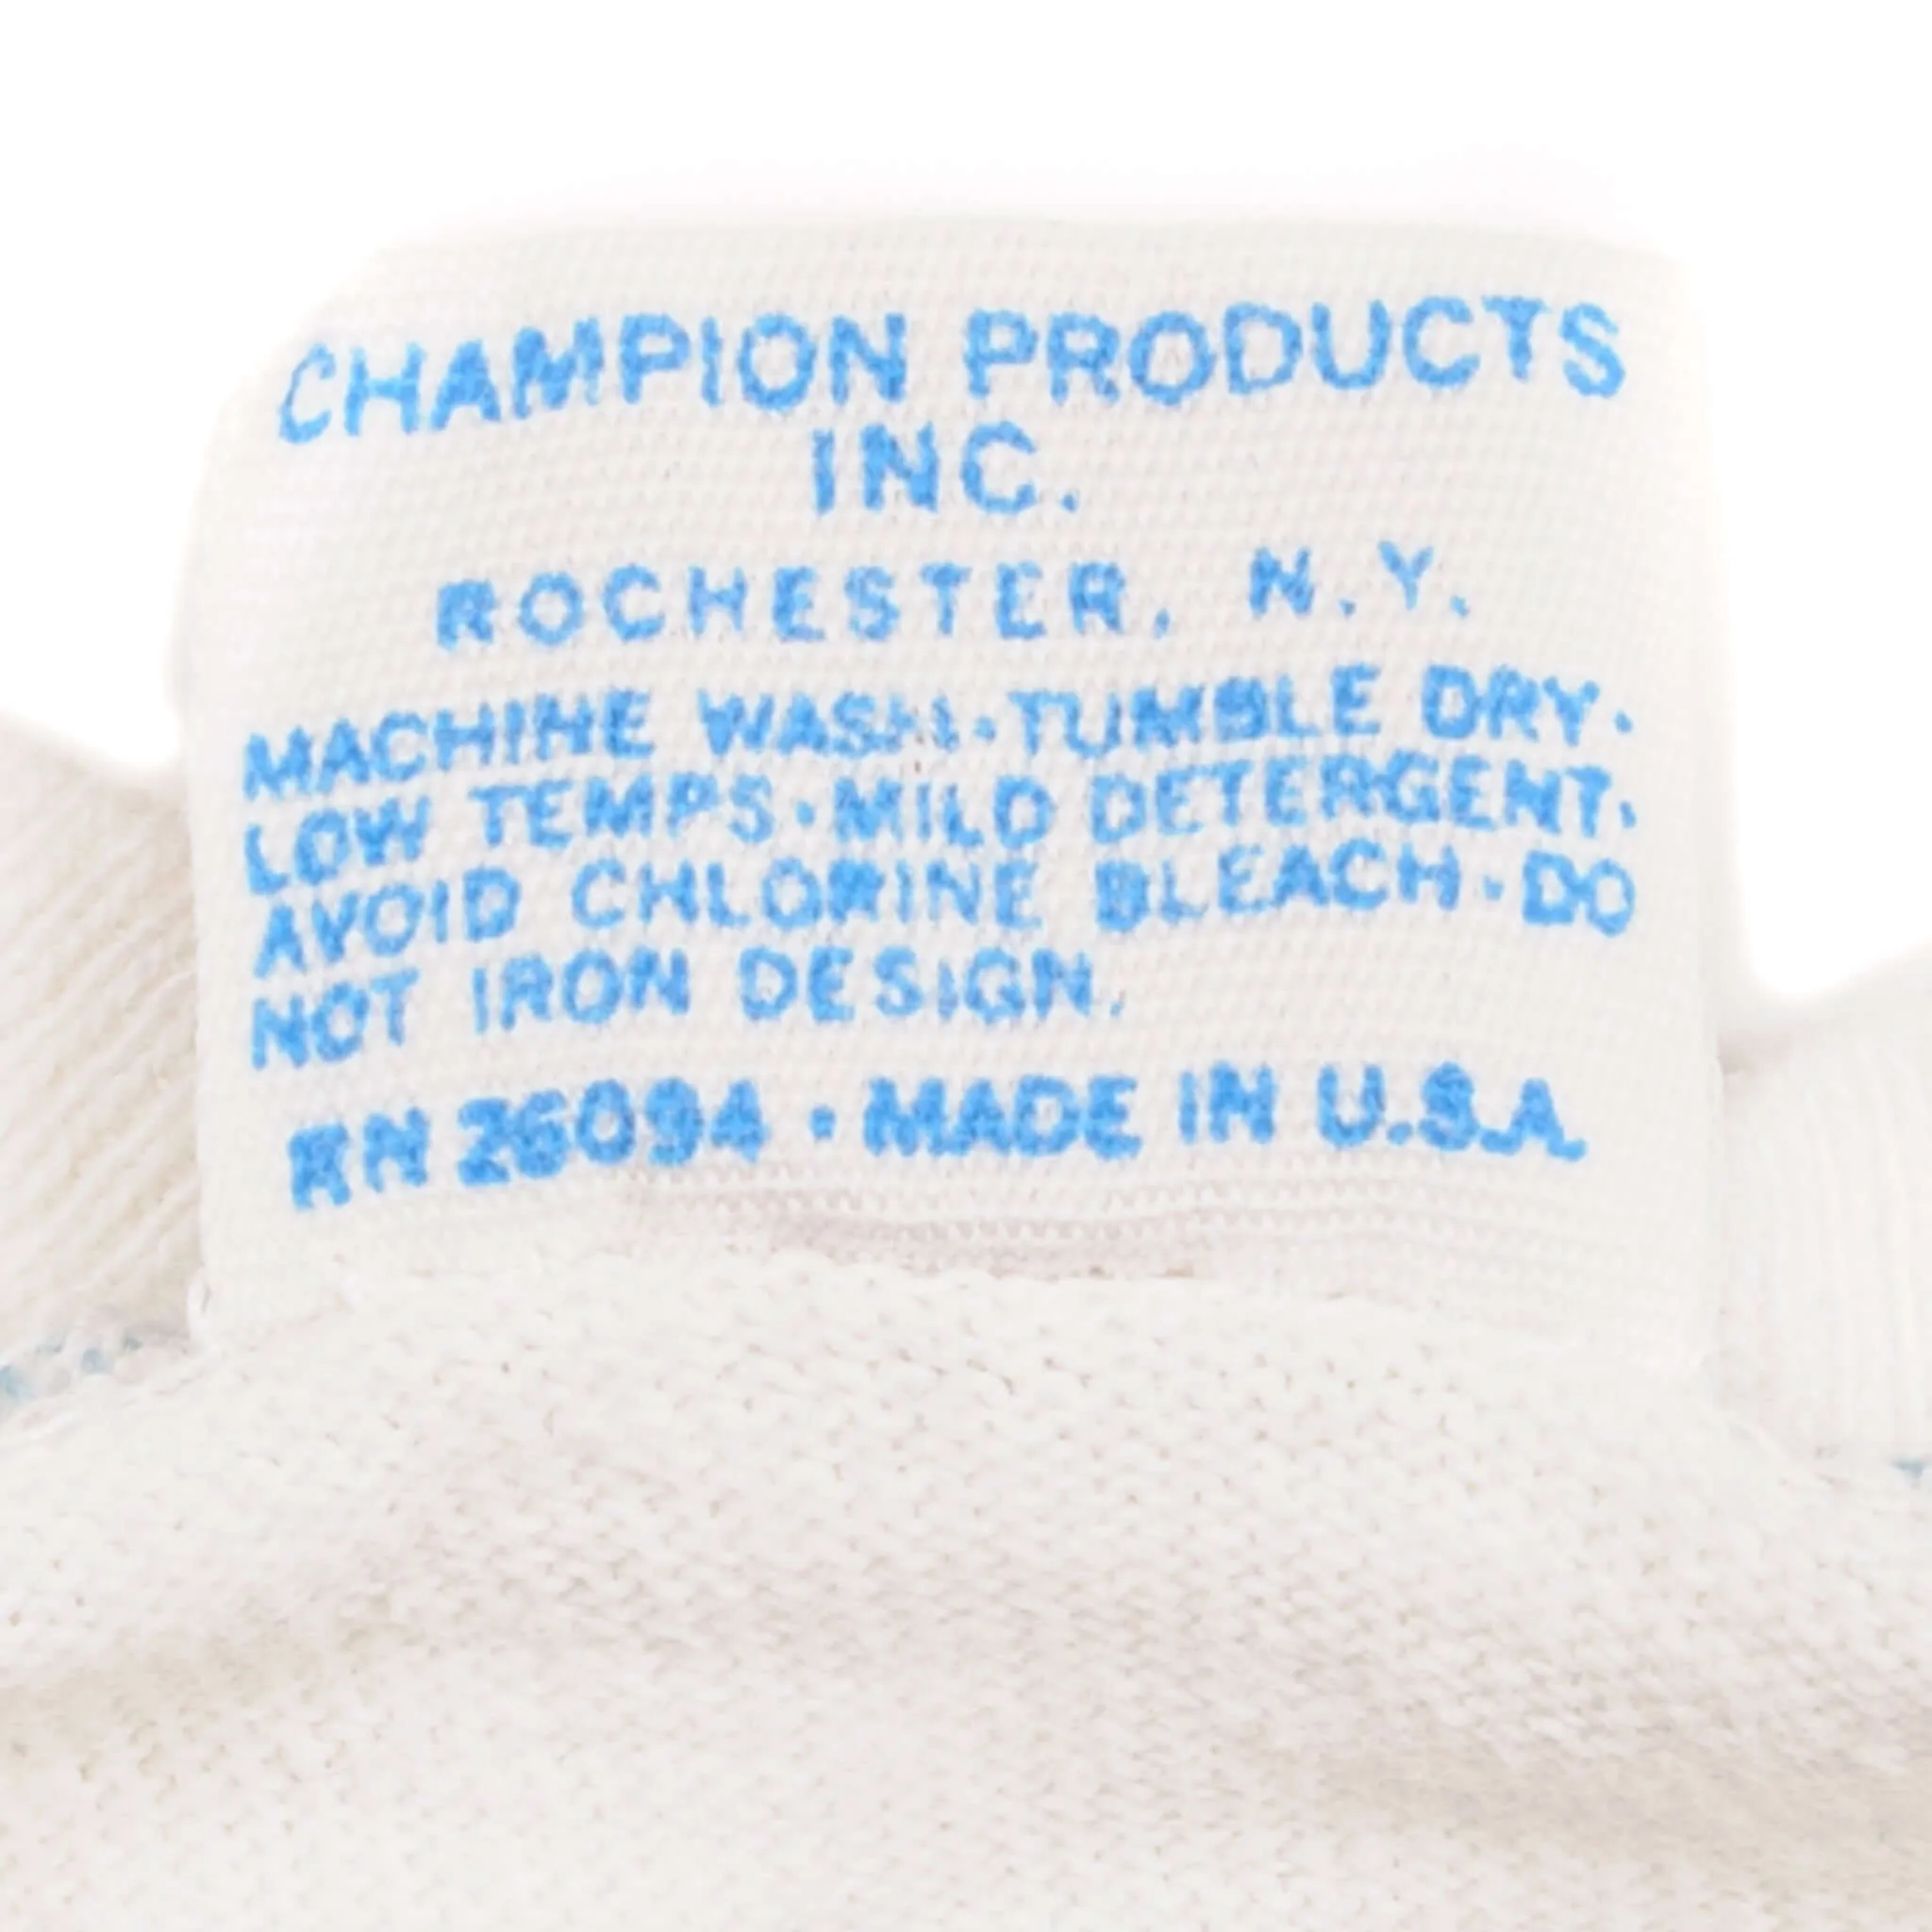 CHAMPION PRODUCTS
INC.
ROCHESTER, N.Y.
MACHINE WASH·TUMBLE DRY·
LOW TEMPS·MILD DETERGENT·
AVOID CHLORINE BLEACH·DO
NOT IRON DESIGN.
RN 26094 · MADE IN U.S.A.